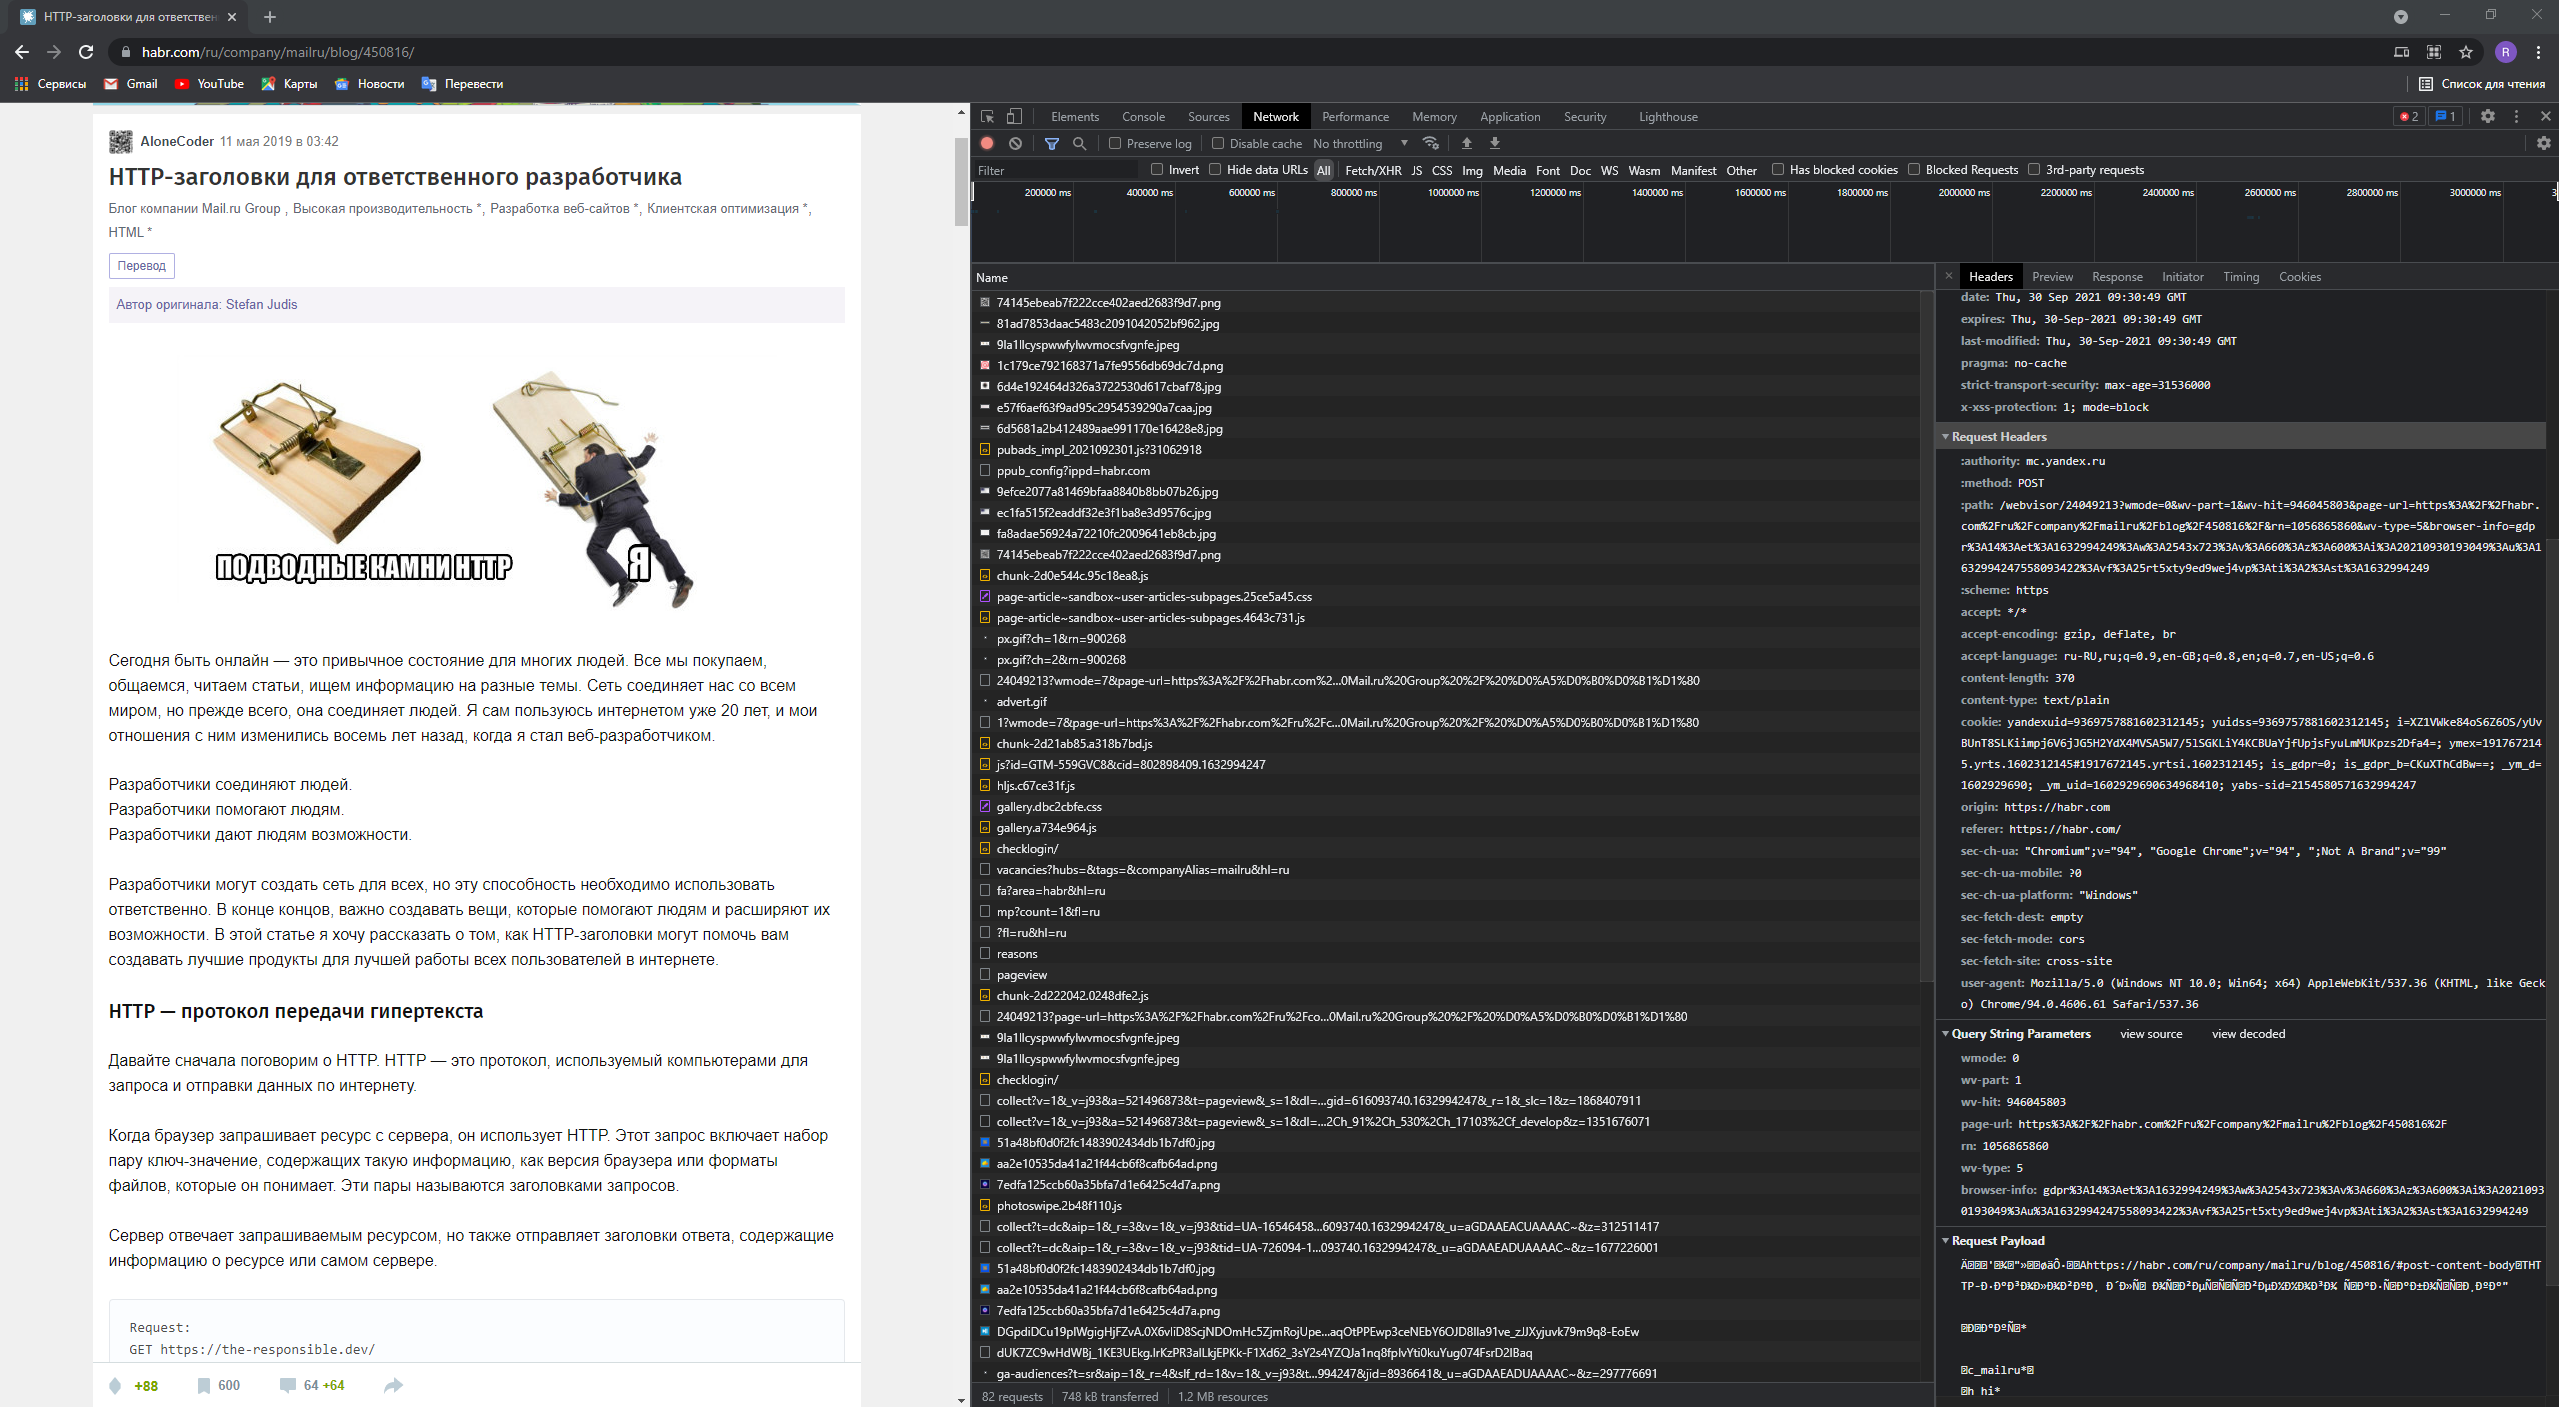 HTTP-заголовки для ответствен
habr.com/ru/company/mailru/blog/450816/
R
Сервисы Gmail YouTube Карты Новости Перевести
Список для чтения
AloneCoder 11 мая 2019 в 03:42
HTTP-заголовки для ответственного разработчика
Блог компании Mail.ru Group , Высокая производительность *, Разработка веб-сайтов *, Клиентская оптимизация *,
HTML *
Перевод
Автор оригинала: Stefan Judis
ПОДВОДНЫЕ КАМНИ HTTP
Я
Сегодня быть онлайн — это привычное состояние для многих людей. Все мы покупаем,
общаемся, читаем статьи, ищем информацию на разные темы. Сеть соединяет нас со всем
миром, но прежде всего, она соединяет людей. Я сам пользуюсь интернетом уже 20 лет, и мои
отношения с ним изменились восемь лет назад, когда я стал веб-разработчиком.
Разработчики соединяют людей.
Разработчики помогают людям.
Разработчики дают людям возможности.
Разработчики могут создать сеть для всех, но эту способность необходимо использовать
ответственно. В конце концов, важно создавать вещи, которые помогают людям и расширяют их
возможности. В этой статье я хочу рассказать о том, как HTTP-заголовки могут помочь вам
создавать лучшие продукты для лучшей работы всех пользователей в интернете.
HTTP — протокол передачи гипертекста
Давайте сначала поговорим о HTTP. HTTP — это протокол, используемый компьютерами для
запроса и отправки данных по интернету.
Когда браузер запрашивает ресурс с сервера, он использует HTTP. Этот запрос включает набор
пару ключ-значение, содержащих такую информацию, как версия браузера или форматы
файлов, которые он понимает. Эти пары называются заголовками запросов.
Сервер отвечает запрашиваемым ресурсом, но также отправляет заголовки ответа, содержащие
информацию о ресурсе или самом сервере.
Request:
GET https://the-responsible.dev/
+88 600 64 +64
Elements Console Sources Network Performance Memory Application Security Lighthouse 2 1
Preserve log Disable cache No throttling
Filter Invert Hide data URLs All Fetch/XHR JS CSS Img Media Font Doc WS Wasm Manifest Other Has blocked cookies Blocked Requests 3rd-party requests
200000 ms 400000 ms 600000 ms 800000 ms 1000000 ms 1200000 ms 1400000 ms 1600000 ms 1800000 ms 2000000 ms 2200000 ms 2400000 ms 2600000 ms 2800000 ms 3000000 ms 3
Name
74145ebeab7f222cce402aed2683f9d7.png
81ad7853daac5483c2091042052bf962.jpg
9la1llcyspwwfylwvmocsfvgnfe.jpeg
1c179ce792168371a7fe9556db69dc7d.png
6d4e192464d326a3722530d617cbaf78.jpg
e57f6aef63f9ad95c2954539290a7caa.jpg
6d5681a2b412489aae991170e16428e8.jpg
pubads_impl_2021092301.js?31062918
ppub_config?ippd=habr.com
9efce2077a81469bfaa8840b8bb07b26.jpg
ec1fa515f2eaddf32e3f1ba8e3d9576c.jpg
fa8adae56924a72210fc2009641eb8cb.jpg
74145ebeab7f222cce402aed2683f9d7.png
chunk-2d0e544c.95c18ea8.js
page-article~sandbox~user-articles-subpages.25ce5a45.css
page-article~sandbox~user-articles-subpages.4643c731.js
px.gif?ch=1&rn=900268
px.gif?ch=2&rn=900268
24049213?wmode=7&page-url=https%3A%2F%2Fhabr.com%2...0Mail.ru%20Group%20%2F%20%D0%A5%D0%B0%D0%B1%D1%80
advert.gif
1?wmode=7&page-url=https%3A%2F%2Fhabr.com%2Fru%2Fc...0Mail.ru%20Group%20%2F%20%D0%A5%D0%B0%D0%B1%D1%80
chunk-2d21ab85.a318b7bd.js
js?id=GTM-559GVC8&cid=802898409.1632994247
hljs.c67ce31f.js
gallery.dbc2cbfe.css
gallery.a734e964.js
checklogin/
vacancies?hubs=&tags=&companyAlias=mailru&hl=ru
fa?area=habr&hl=ru
mp?count=1&fl=ru
?fl=ru&hl=ru
reasons
pageview
chunk-2d222042.0248dfe2.js
24049213?page-url=https%3A%2F%2Fhabr.com%2Fru%2Fco...0Mail.ru%20Group%20%2F%20%D0%A5%D0%B0%D0%B1%D1%80
9la1llcyspwwfylwvmocsfvgnfe.jpeg
9la1llcyspwwfylwvmocsfvgnfe.jpeg
checklogin/
collect?v=1&_v=j93&a=521496873&t=pageview&_s=1&dl=...gid=616093740.1632994247&_r=1&_slc=1&z=1868407911
collect?v=1&_v=j93&a=521496873&t=pageview&_s=1&dl=...2Ch_91%2Ch_530%2Ch_17103%2Cf_develop&z=1351676071
51a48bf0d0f2fc1483902434db1b7df0.jpg
aa2e10535da41a21f44cb6f8cafb64ad.png
7edfa125ccb60a35bfa7d1e6425c4d7a.png
photoswipe.2b48f110.js
collect?t=dc&aip=1&_r=3&v=1&_v=j93&tid=UA-16546458...6093740.1632994247&_u=aGDAAEACUAAAAC~&z=312511417
collect?t=dc&aip=1&_r=3&v=1&_v=j93&tid=UA-726094-1...093740.1632994247&_u=aGDAAEADUAAAAC~&z=1677226001
51a48bf0d0f2fc1483902434db1b7df0.jpg
aa2e10535da41a21f44cb6f8cafb64ad.png
7edfa125ccb60a35bfa7d1e6425c4d7a.png
ga-audiences?t=sr&aip=1&_r=4&slf_rd=1&v=1&_v=j93&t...994247&jid=8936641&_u=aGDAAEADUAAAAC~&z=297776691
82 requests 748 kB transferred 1.2 MB resources
Headers Preview Response Initiator Timing Cookies
date: Thu, 30 Sep 2021 09:30:49 GMT
expires: Thu, 30-Sep-2021 09:30:49 GMT
last-modified: Thu, 30-Sep-2021 09:30:49 GMT
pragma: no-cache
strict-transport-security: max-age=31536000
x-xss-protection: 1; mode=block
Request Headers
:authority: mc.yandex.ru
:method: POST
:path: /webvisor/24049213?wmode=0&wv-part=1&wv-hit=946045803&page-url=https%3A%2F%2Fhabr.
com%2Fru%2Fcompany%2Fmailru%2Fblog%2F450816%2F&rn=1056865860&wv-type=5&browser-info=gdp
r%3A14%3Aet%3A1632994249%3Aw%3A2543x723%3Av%3A660%3Az%3A600%3Ai%3A20210930193049%3Au%3A1
632994247558093422%3Avf%3A25rt5xty9ed9wej4vp%3Ati%3A2%3Ast%3A1632994249
:scheme: https
accept: */*
accept-encoding: gzip, deflate, br
accept-language: ru-RU,ru;q=0.9,en-GB;q=0.8,en;q=0.7,en-US;q=0.6
content-length: 370
content-type: text/plain
cookie: yandexuid=9369757881602312145; yuidss=9369757881602312145; i=XZ1VWke84oS6Z6OS/yUv
BUnT8SLKiimpj6V6jJG5H2YdX4MVSA5W7/5lSGKLiY4KCBUaYjfUpjsFyuLmMUKpzs2Dfa4=; ymex=191767214
5.yrts.1602312145#1917672145.yrtsi.1602312145; is_gdpr=0; is_gdpr_b=CKuXThCdBw==; _ym_d=
1602929690; _ym_uid=1602929690634968410; yabs-sid=2154580571632994247
origin: https://habr.com
referer: https://habr.com/
sec-ch-ua: "Chromium";v="94", "Google Chrome";v="94", ";Not A Brand";v="99"
sec-ch-ua-mobile: ?0
sec-ch-ua-platform: "Windows"
sec-fetch-dest: empty
sec-fetch-mode: cors
sec-fetch-site: cross-site
user-agent: Mozilla/5.0 (Windows NT 10.0; Win64; x64) AppleWebKit/537.36 (KHTML, like Geck
o) Chrome/94.0.4606.61 Safari/537.36
Query String Parameters view source view decoded
wmode: 0
wv-part: 1
wv-hit: 946045803
page-url: https%3A%2F%2Fhabr.com%2Fru%2Fcompany%2Fmailru%2Fblog%2F450816%2F
rn: 1056865860
wv-type: 5
browser-info: gdpr%3A14%3Aet%3A1632994249%3Aw%3A2543x723%3Av%3A660%3Az%3A600%3Ai%3A2021093
0193049%3Au%3A1632994247558093422%3Avf%3A25rt5xty9ed9wej4vp%3Ati%3A2%3Ast%3A1632994249
Request Payload
https://habr.com/ru/company/mailru/blog/450816/#post-content-body
c_mailru*
h hi*